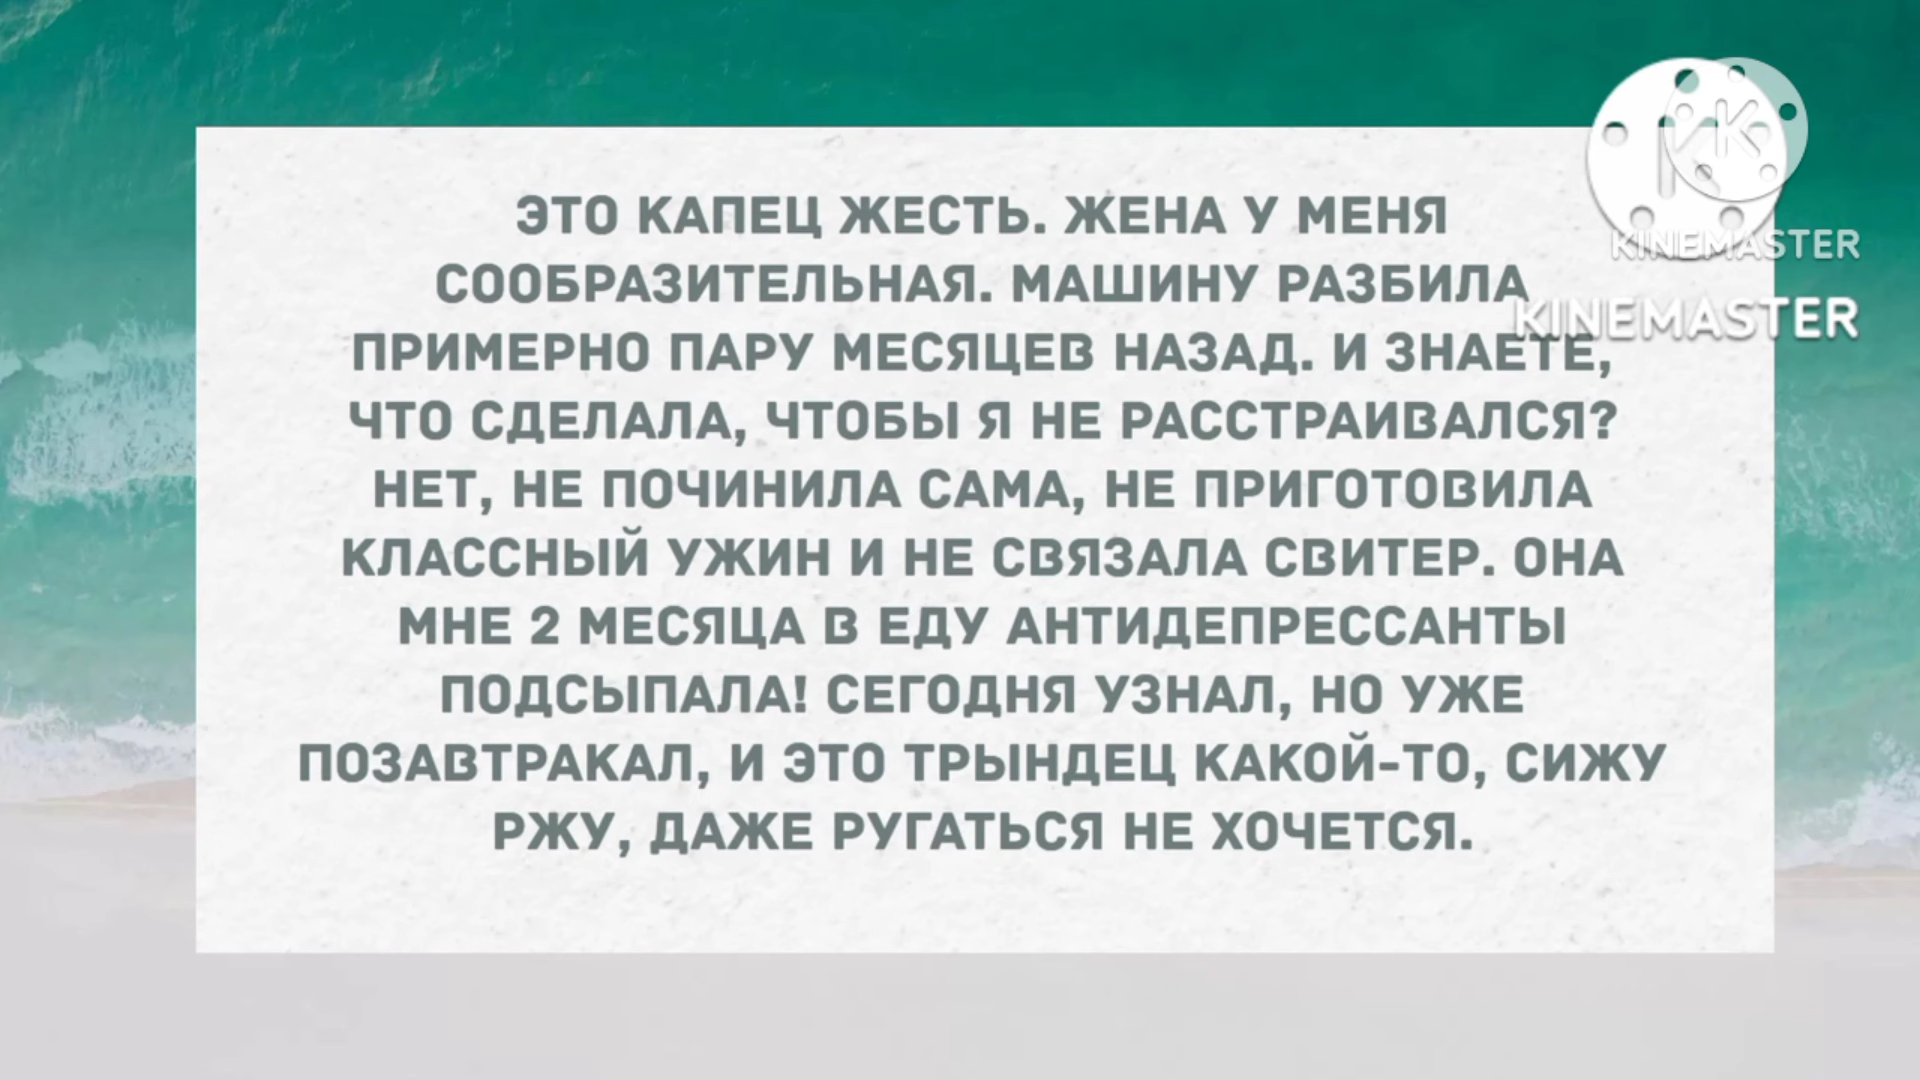 ЭТО КАПЕЦ ЖЕСТЬ. ЖЕНА У МЕНЯ
СООБРАЗИТЕЛЬНАЯ. МАШИНУ РАЗБИЛА
ПРИМЕРНО ПАРУ МЕСЯЦЕВ НАЗАД. И ЗНАЕТЕ,
ЧТО СДЕЛАЛА, ЧТОБЫ Я НЕ РАССТРАИВАЛСЯ?
НЕТ, НЕ ПОЧИНИЛА САМА, НЕ ПРИГОТОВИЛА
КЛАССНЫЙ УЖИН И НЕ СВЯЗАЛА СВИТЕР. ОНА
МНЕ 2 МЕСЯЦА В ЕДУ АНТИДЕПРЕССАНТЫ
ПОДСЫПАЛА! СЕГОДНЯ УЗНАЛ, НО УЖЕ
ПОЗАВТРАКАЛ, И ЭТО ТРЫНДЕЦ КАКОЙ-ТО, СИЖУ
РЖУ, ДАЖЕ РУГАТЬСЯ НЕ ХОЧЕТСЯ.
K
K
KINEMASTER
KINEMASTER